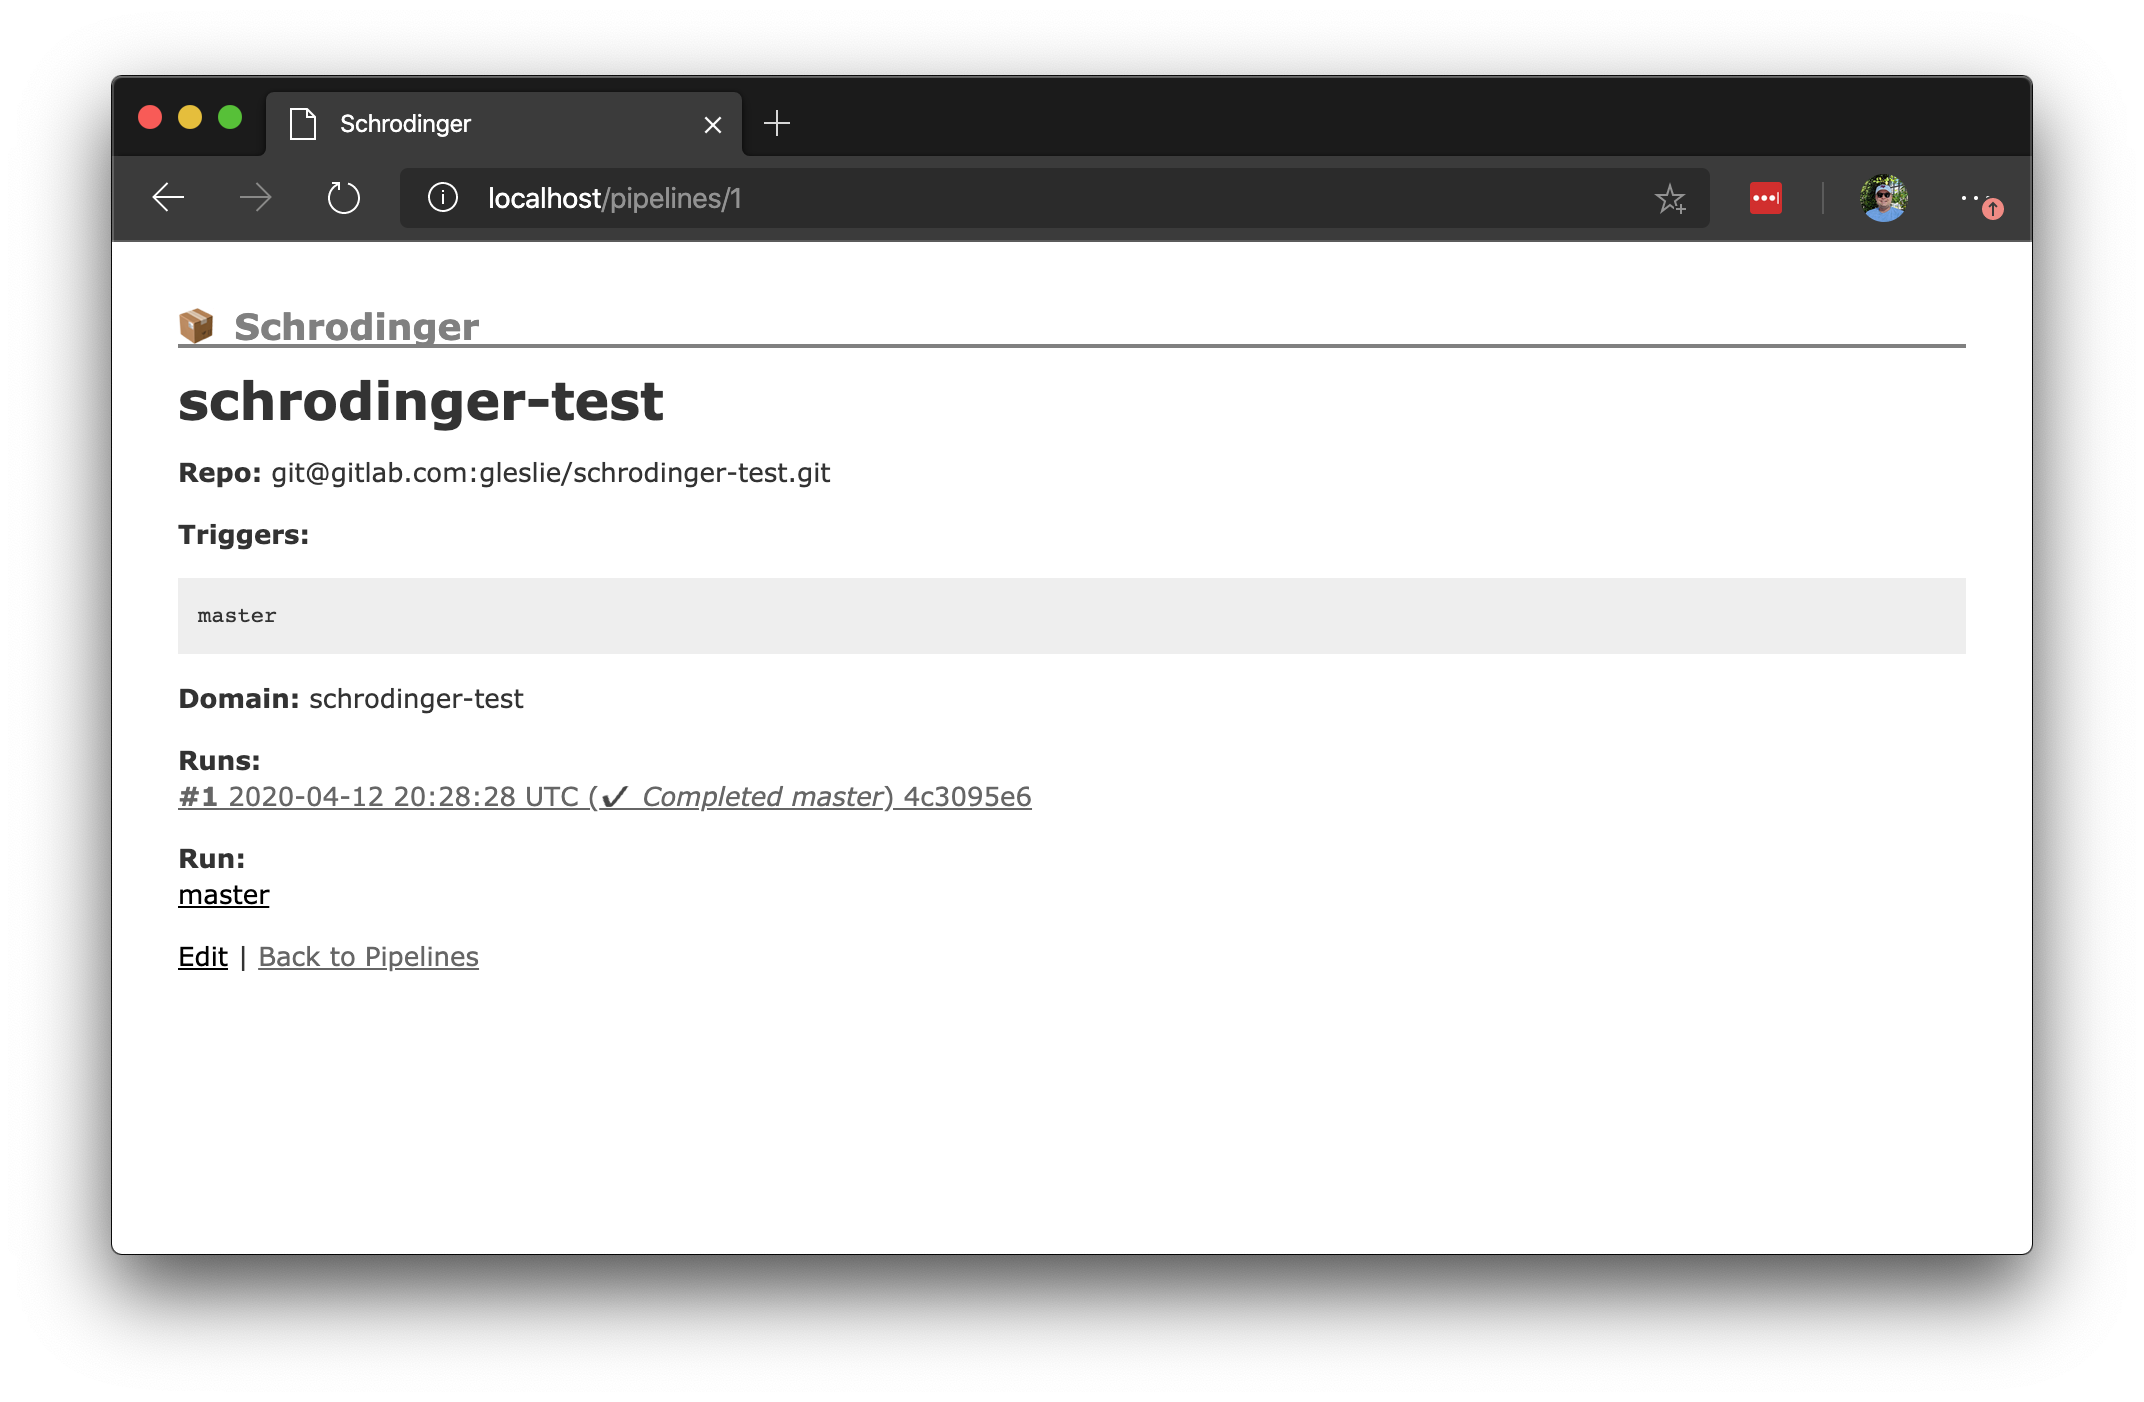 Schrodinger
localhost/pipelines/1
📦 Schrodinger
schrodinger-test
Repo: git@gitlab.com:gleslie/schrodinger-test.git
Triggers:
master
Domain: schrodinger-test
Runs:
#1 2020-04-12 20:28:28 UTC (✔ Completed master) 4c3095e6
Run:
master
Edit | Back to Pipelines